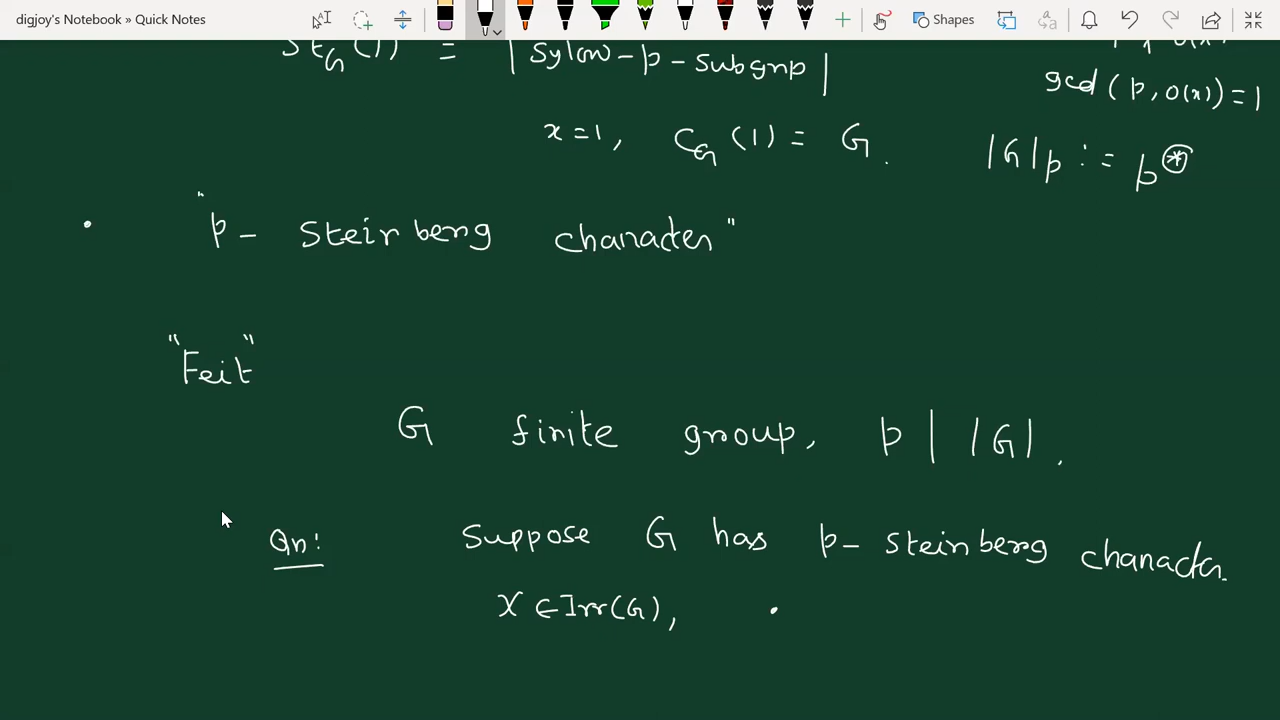 digjoy's Notebook » Quick Notes
Shapes
St_G(1) = | Sylow-p-subgrp |
gcd(p, o(x))=1
x=1, C_G(1) = G.
|G|_p := p^⊛
• "p- Steinberg character"
"Feit"
G finite group, p | |G|.
Qn: Suppose G has p- Steinberg character
χ ∈ Irr(G), •